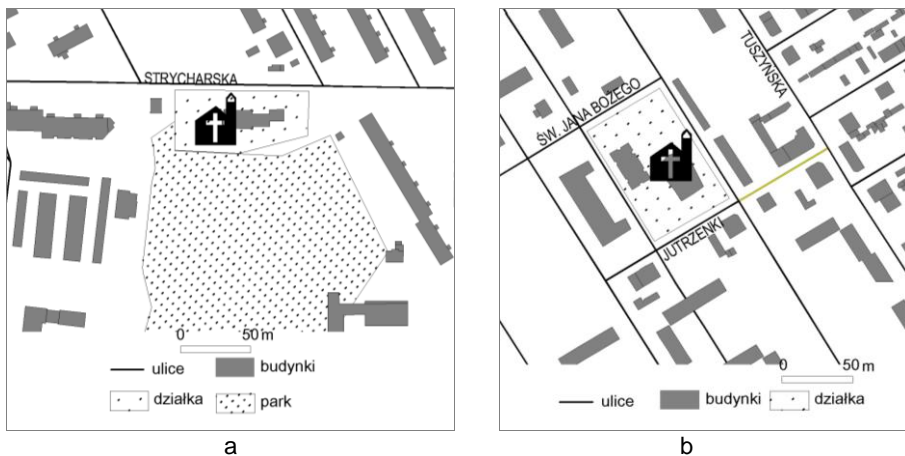 STRYCHARSKA
0 50 m
ulice budynki
działka park
a
TUSZYŃSKA
ŚW. JANA BOŻEGO
JUTRZENKI
0 50 m
ulice budynki działka
b